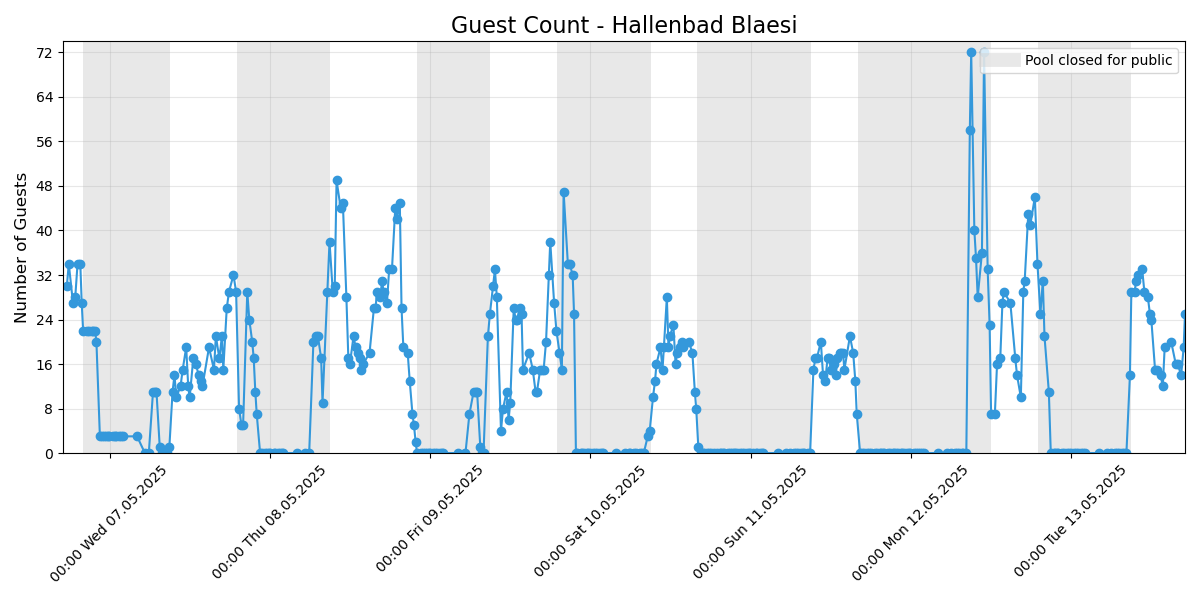 Guest Count - Hallenbad Blaesi
Pool closed for public
Number of Guests
72
64
56
48
40
32
24
16
8
0
00:00 Wed 07.05.2025
00:00 Thu 08.05.2025
00:00 Fri 09.05.2025
00:00 Sat 10.05.2025
00:00 Sun 11.05.2025
00:00 Mon 12.05.2025
00:00 Tue 13.05.2025